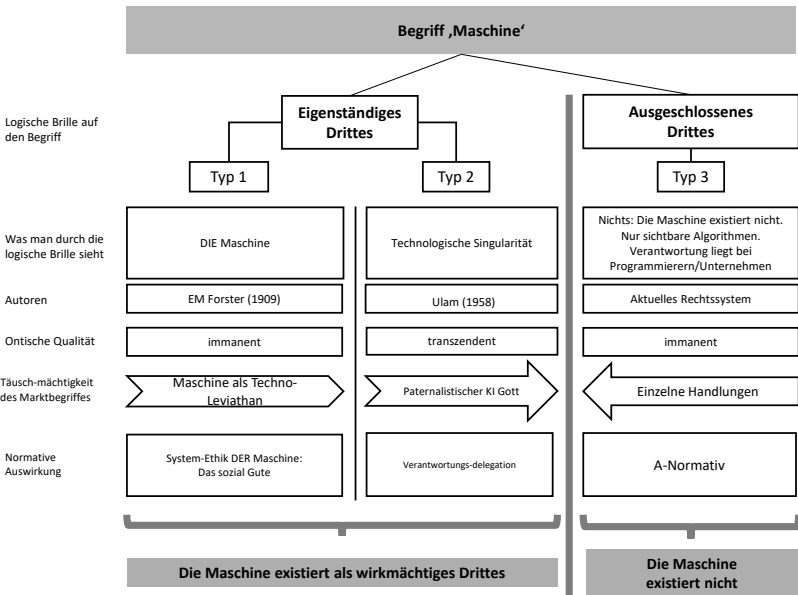 Begriff ‚Maschine‘
Logische Brille auf
den Begriff
Eigenständiges
Drittes
Ausgeschlossenes
Drittes
Typ 1
Typ 2
Typ 3
Was man durch die
logische Brille sieht
DIE Maschine
Technologische Singularität
Nichts: Die Maschine existiert nicht.
Nur sichtbare Algorithmen.
Verantwortung liegt bei
Programmierern/Unternehmen
Autoren
EM Forster (1909)
Ulam (1958)
Aktuelles Rechtssystem
Ontische Qualität
immanent
transzendent
immanent
Täusch-mächtigkeit
des Marktbegriffes
Maschine als Techno-
Leviathan
Paternalistischer KI Gott
Einzelne Handlungen
Normative
Auswirkung
System-Ethik DER Maschine:
Das sozial Gute
Verantwortungs-delegation
A-Normativ
Die Maschine existiert als wirkmächtiges Drittes
Die Maschine
existiert nicht